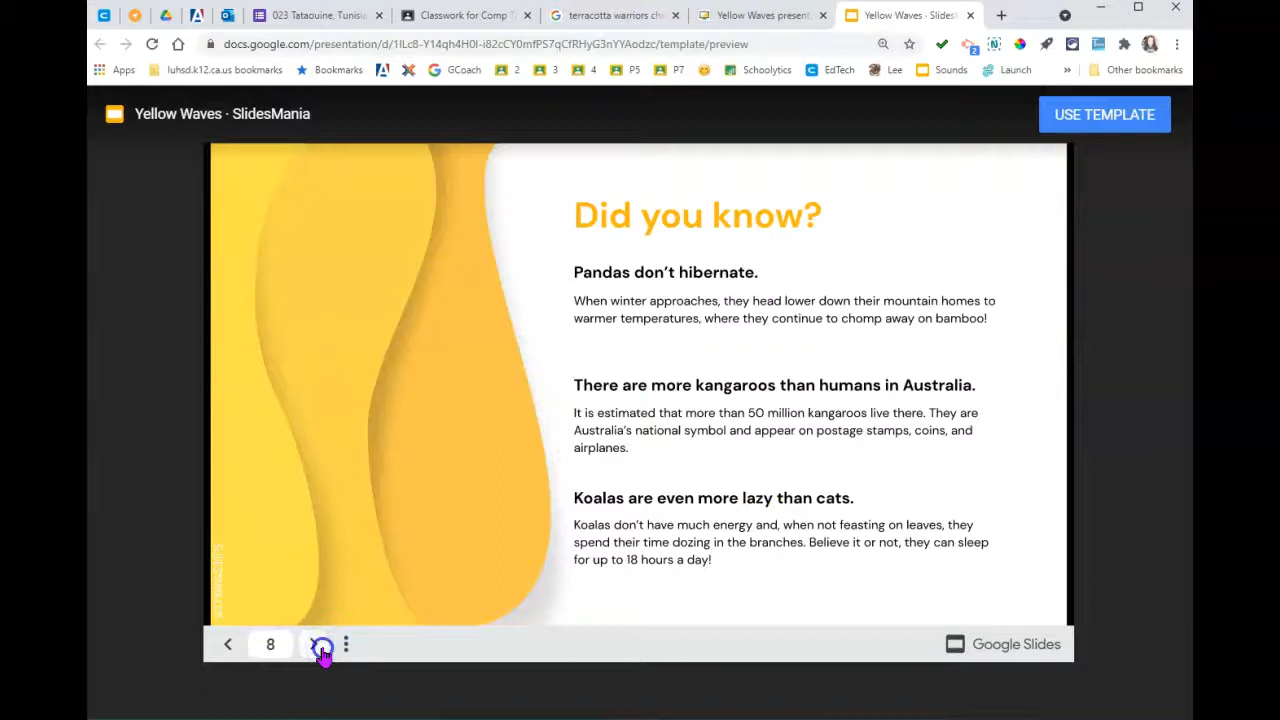 023 Tataouine, Tunisia
Classwork for Comp T
terracotta warriors ch
Yellow Waves present
Yellow Waves · Slides
docs.google.com/presentation/d/
/template/preview
Apps
luhsd.k12.ca.us bookmarks
Bookmarks
GCoach
2
3
4
P5
P7
Schoolytics
EdTech
Lee
Sounds
Launch
»
Other bookmarks
2
Yellow Waves · SlidesMania
USE TEMPLATE
Did you know?
Pandas don't hibernate.
When winter approaches, they head lower down their mountain homes to
warmer temperatures, where they continue to chomp away on bamboo!
There are more kangaroos than humans in Australia.
It is estimated that more than 50 million kangaroos live there. They are
Australia's national symbol and appear on postage stamps, coins, and
airplanes.
Koalas are even more lazy than cats.
Koalas don't have much energy and, when not feasting on leaves, they
spend their time dozing in the branches. Believe it or not, they can sleep
for up to 18 hours a day!
8
Google Slides